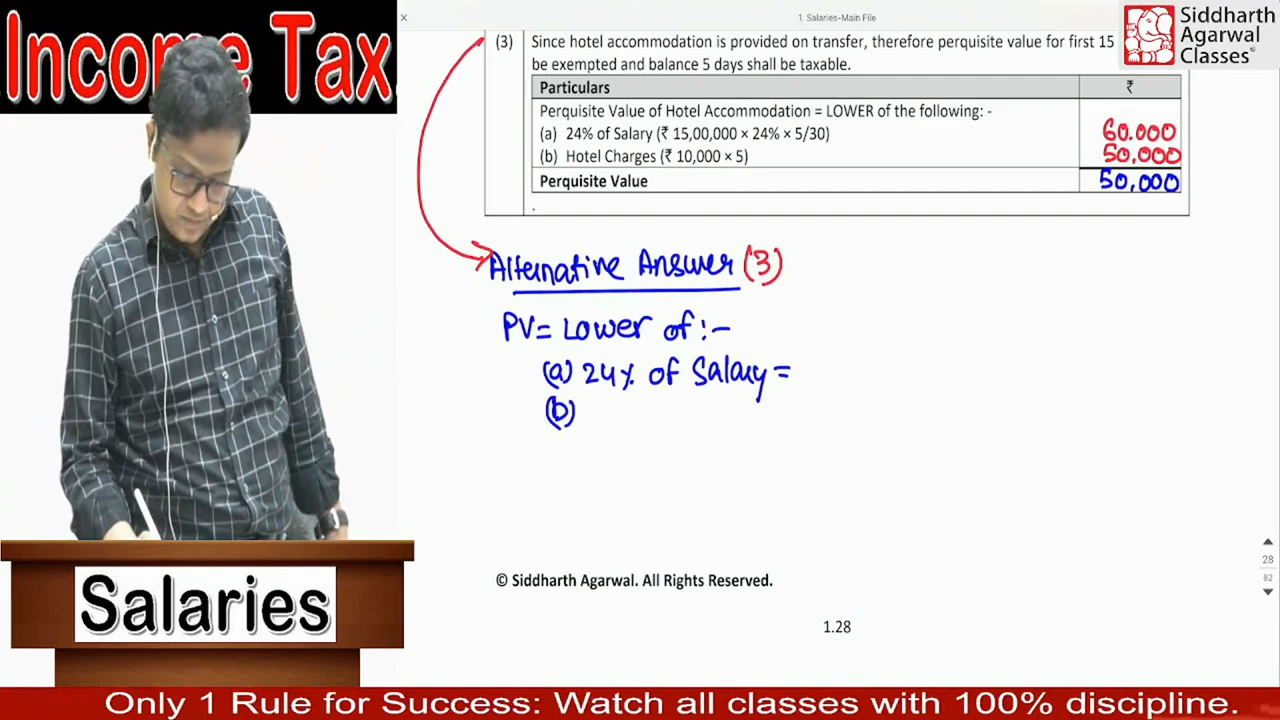 Income Tax
1. Salaries-Main File
Siddharth
Agarwal
Classes
(3) Since hotel accommodation is provided on transfer, therefore perquisite value for first 15
be exempted and balance 5 days shall be taxable.
Particulars ₹
Perquisite Value of Hotel Accommodation = LOWER of the following: -
(a) 24% of Salary (₹ 15,00,000 × 24% × 5/30) 60.000
(b) Hotel Charges (₹ 10,000 × 5) 50,000
Perquisite Value 50,000
Alternative Answer (3)
PV= Lower of :-
(a) 24% of Salary =
(b)
28
82
© Siddharth Agarwal. All Rights Reserved.
Salaries
1.28
Only 1 Rule for Success: Watch all classes with 100% discipline.